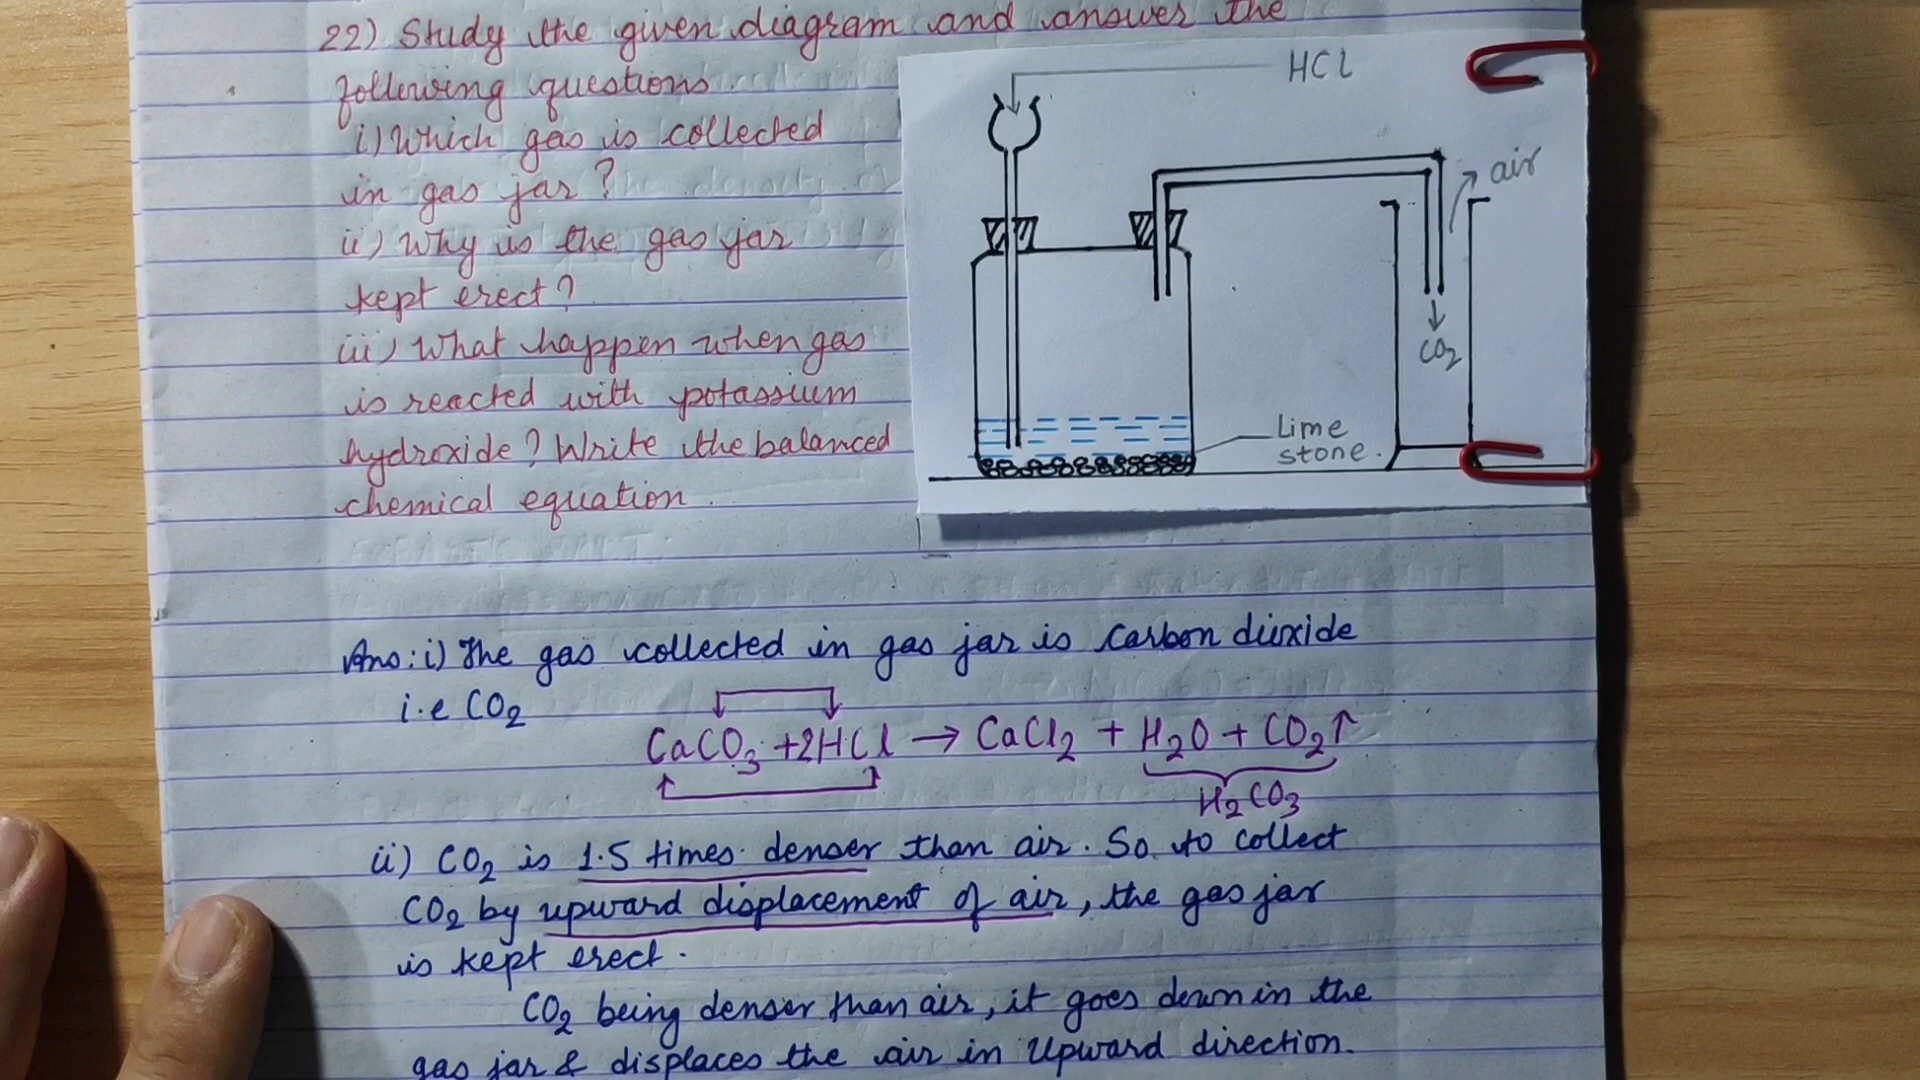 22) Study the given diagram and answer the
following questions.
i) Which gas is collected
in gas jar?
ii) Why is the gas jar
kept erect?
iii) What happen when gas
is reacted with potassium
hydroxide? Write the balanced
chemical equation.
HCl
air
CO2
Lime
stone.
Ans: i) The gas collected in gas jar is carbon dioxide
i.e CO2
CaCO3 + 2HCl → CaCl2 + H2O + CO2↑
H2CO3
ii) CO2 is 1.5 times denser than air. So to collect
CO2 by upward displacement of air, the gas jar
is kept erect.
CO2 being denser than air, it goes down in the
gas jar & displaces the air in Upward direction.